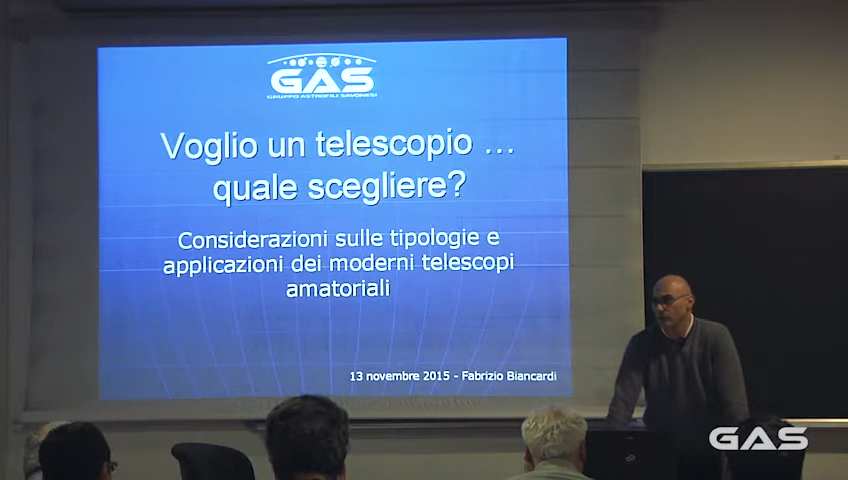 GAS
GRUPPO ASTROFILI SAVONESI
Voglio un telescopio ...
quale scegliere?
Considerazioni sulle tipologie e
applicazioni dei moderni telescopi
amatoriali
13 novembre 2015 - Fabrizio Biancardi
GAS